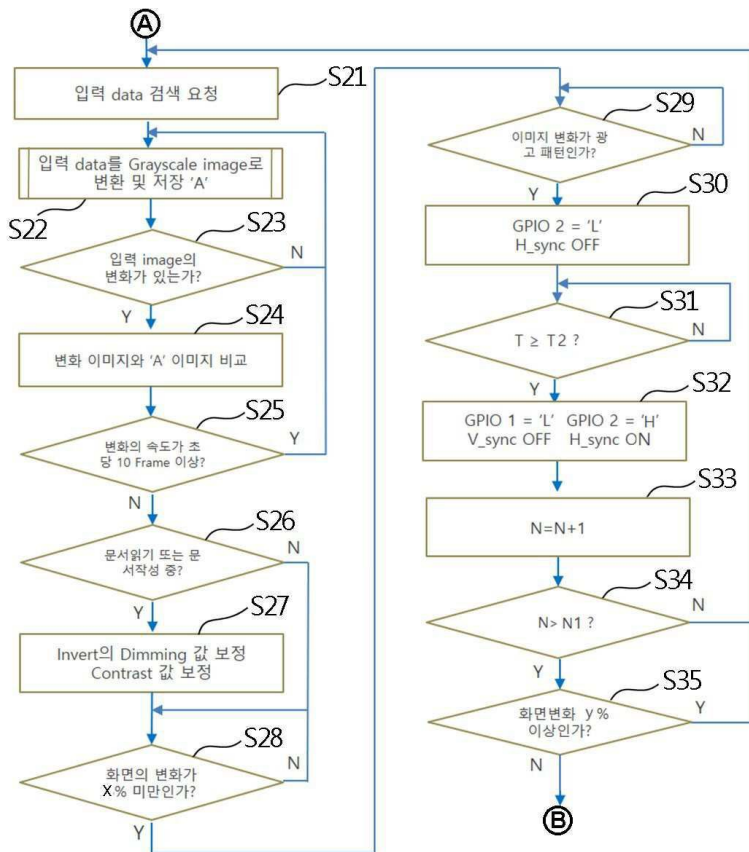 A
S21
입력 data 검색 요청
입력 data를 Grayscale image로
변환 및 저장 'A'
S22
S23
입력 image의
변화가 있는가?
N
Y
S24
변화 이미지와 'A' 이미지 비교
S25
변화의 속도가 초
당 10 Frame 이상?
Y
N
S26
문서읽기 또는 문
서작성 중?
N
Y
S27
Invert의 Dimming 값 보정
Contrast 값 보정
S28
화면의 변화가
X% 미만인가?
N
Y
S29
이미지 변화가 광
고 패턴인가?
N
Y
S30
GPIO 2 = 'L'
H_sync OFF
S31
T ≥ T2 ?
N
Y
S32
GPIO 1 = 'L' GPIO 2 = 'H'
V_sync OFF H_sync ON
S33
N=N+1
S34
N> N1 ?
N
Y
S35
화면변화 y%
이상인가?
Y
N
B